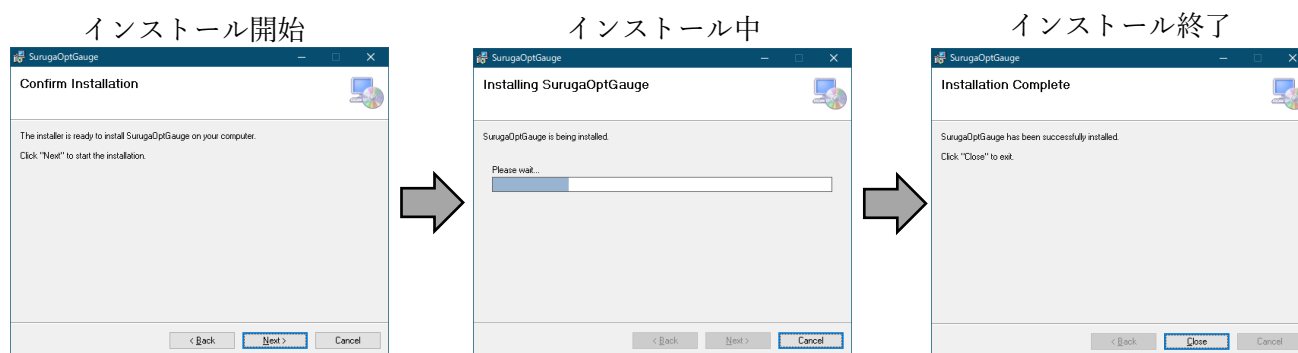 インストール開始
SurugaOptGauge
Confirm Installation
The installer is ready to install SurugaOptGauge on your computer.
Click "Next" to start the installation.
< Back
Next >
Cancel
インストール中
SurugaOptGauge
Installing SurugaOptGauge
SurugaOptGauge is being installed.
Please wait...
< Back
Next >
Cancel
インストール終了
SurugaOptGauge
Installation Complete
SurugaOptGauge has been successfully installed.
Click "Close" to exit.
< Back
Close
Cancel